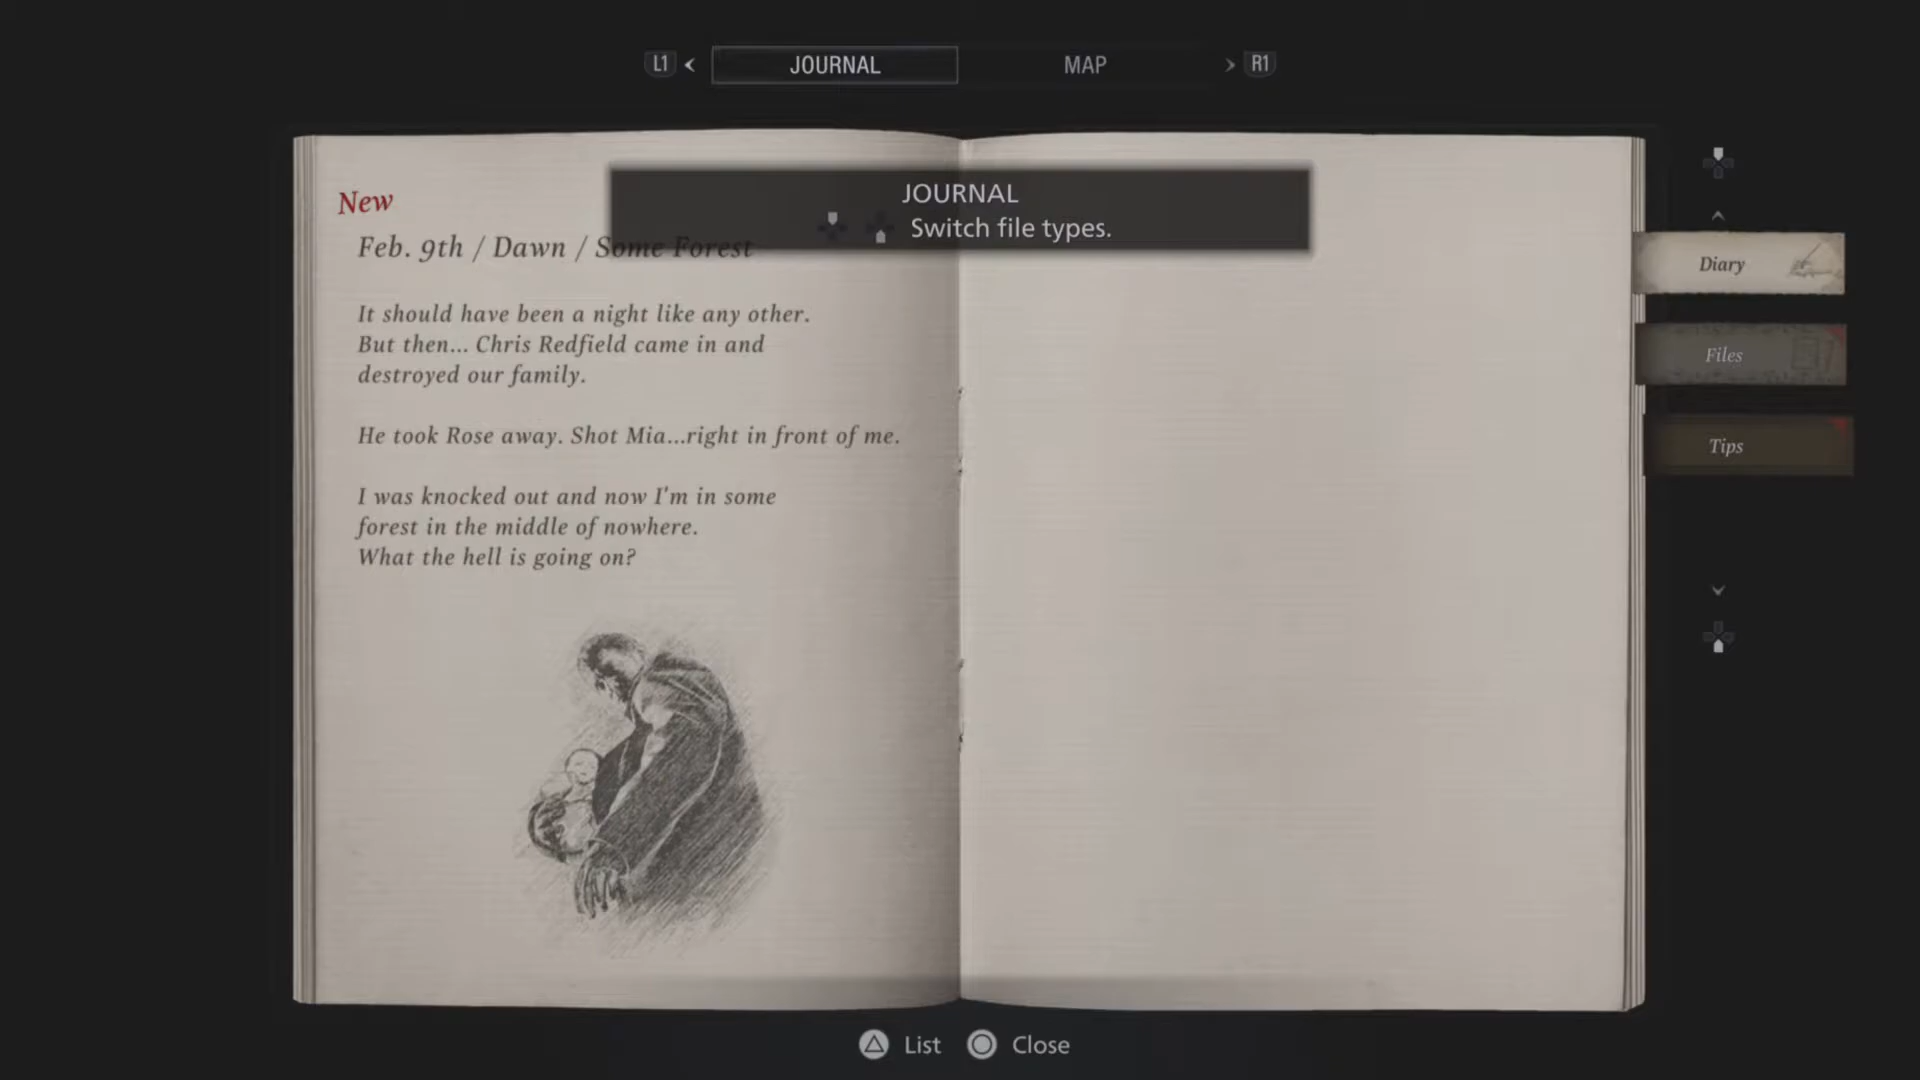 L1 JOURNAL MAP R1
JOURNAL
Switch file types.
New
Feb. 9th / Dawn / Some Forest
It should have been a night like any other.
But then... Chris Redfield came in and
destroyed our family.
He took Rose away. Shot Mia...right in front of me.
I was knocked out and now I'm in some
forest in the middle of nowhere.
What the hell is going on?
Diary
Files
Tips
List Close